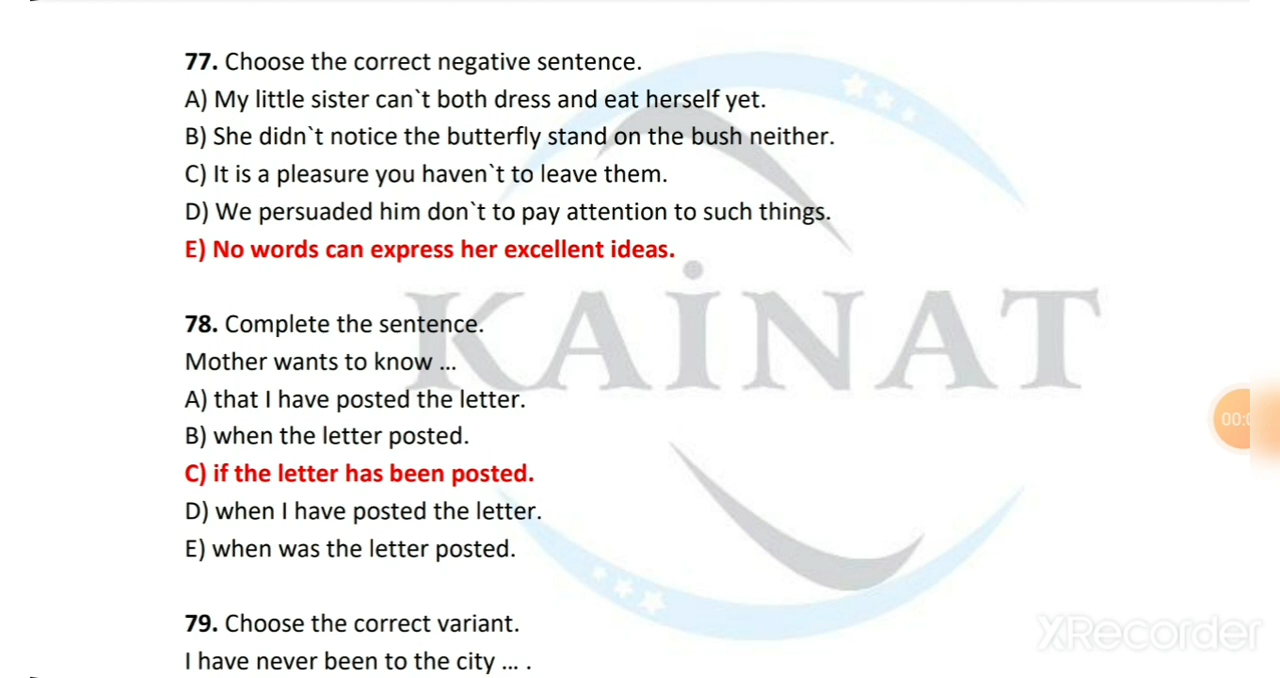 77. Choose the correct negative sentence.
A) My little sister can`t both dress and eat herself yet.
B) She didn`t notice the butterfly stand on the bush neither.
C) It is a pleasure you haven`t to leave them.
D) We persuaded him don`t to pay attention to such things.
E) No words can express her excellent ideas.
KAİNAT
78. Complete the sentence.
Mother wants to know ...
A) that I have posted the letter.
B) when the letter posted.
C) if the letter has been posted.
D) when I have posted the letter.
E) when was the letter posted.
79. Choose the correct variant.
I have never been to the city ... .
XRecorder